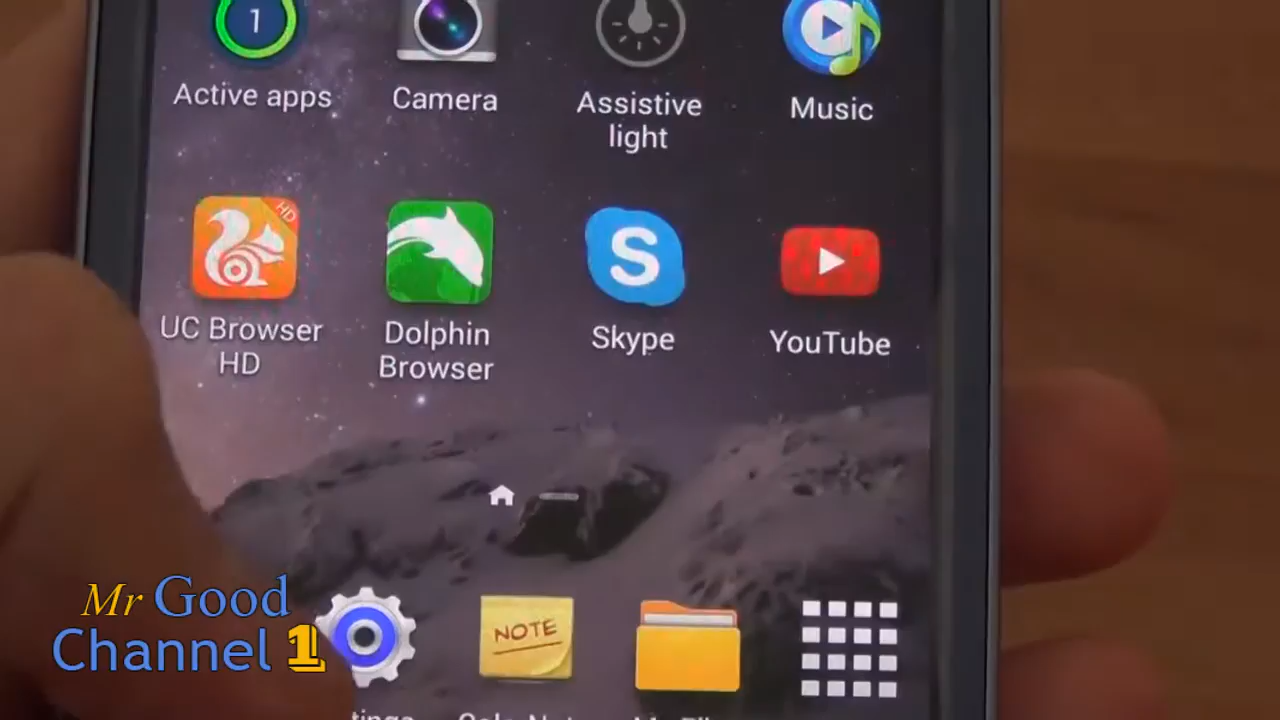 1
Active apps
Camera
Assistive
light
Music
HD
UC Browser
HD
Dolphin
Browser
S
Skype
YouTube
NOTE
Mr Good
Channel 1